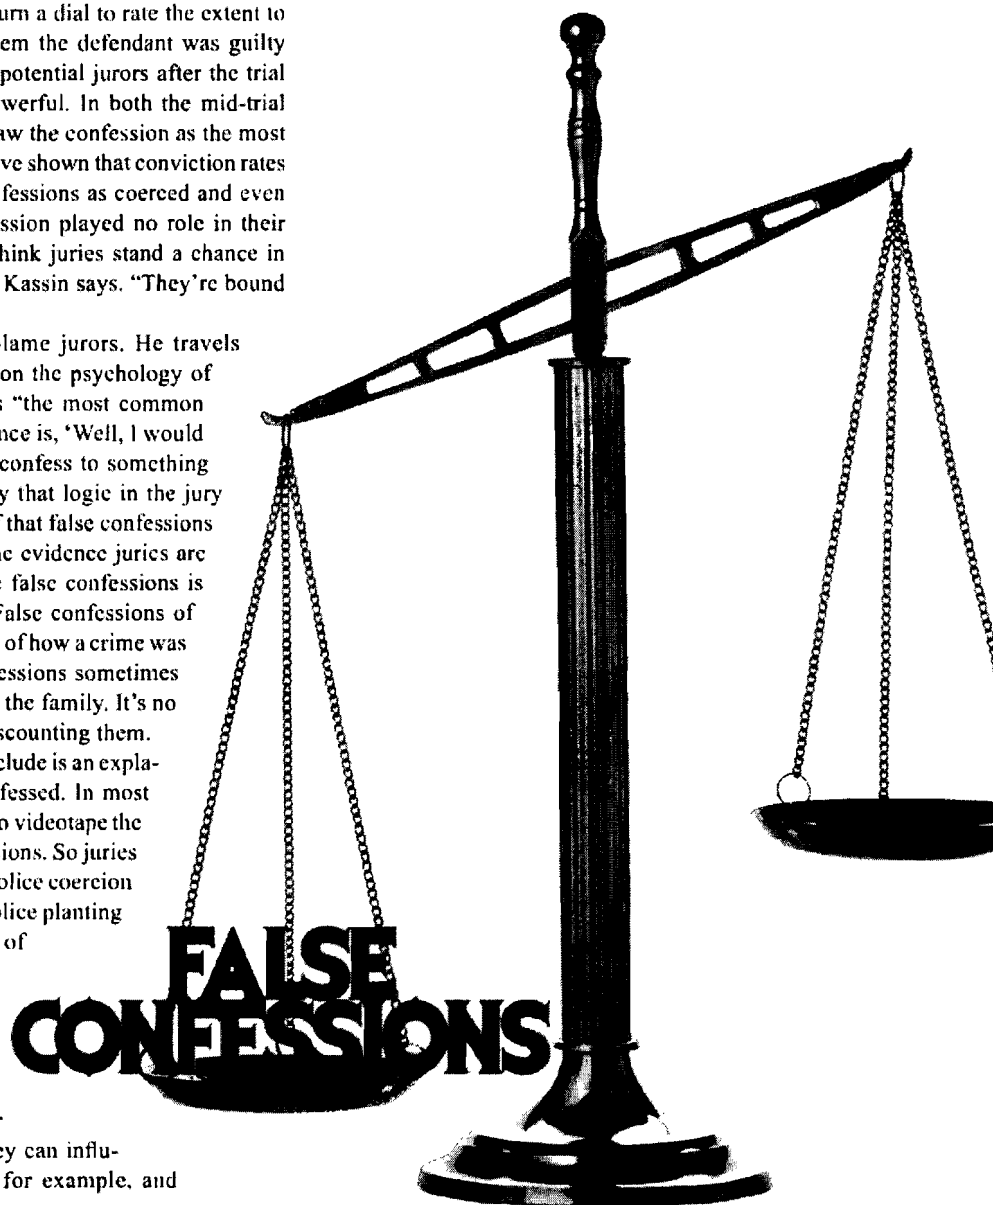 urn a dial to rate the extent to
em the defendant was guilty
potential jurors after the trial
werful. In both the mid-trial
aw the confession as the most
ve shown that conviction rates
fessions as coerced and even
ssion played no role in their
hink juries stand a chance in
Kassin says. “They’re bound
lame jurors. He travels
on the psychology of
s “the most common
nce is, ‘Well, I would
confess to something
y that logic in the jury
f that false confessions
ne evidence juries are
e false confessions is
False confessions of
of how a crime was
essions sometimes
the family. It’s no
scounting them.
clude is an expla-
fessed. In most
o videotape the
ions. So juries
olice coercion
lice planting
of
FALSE
CONFESSIONS
ey can influ-
for example, and